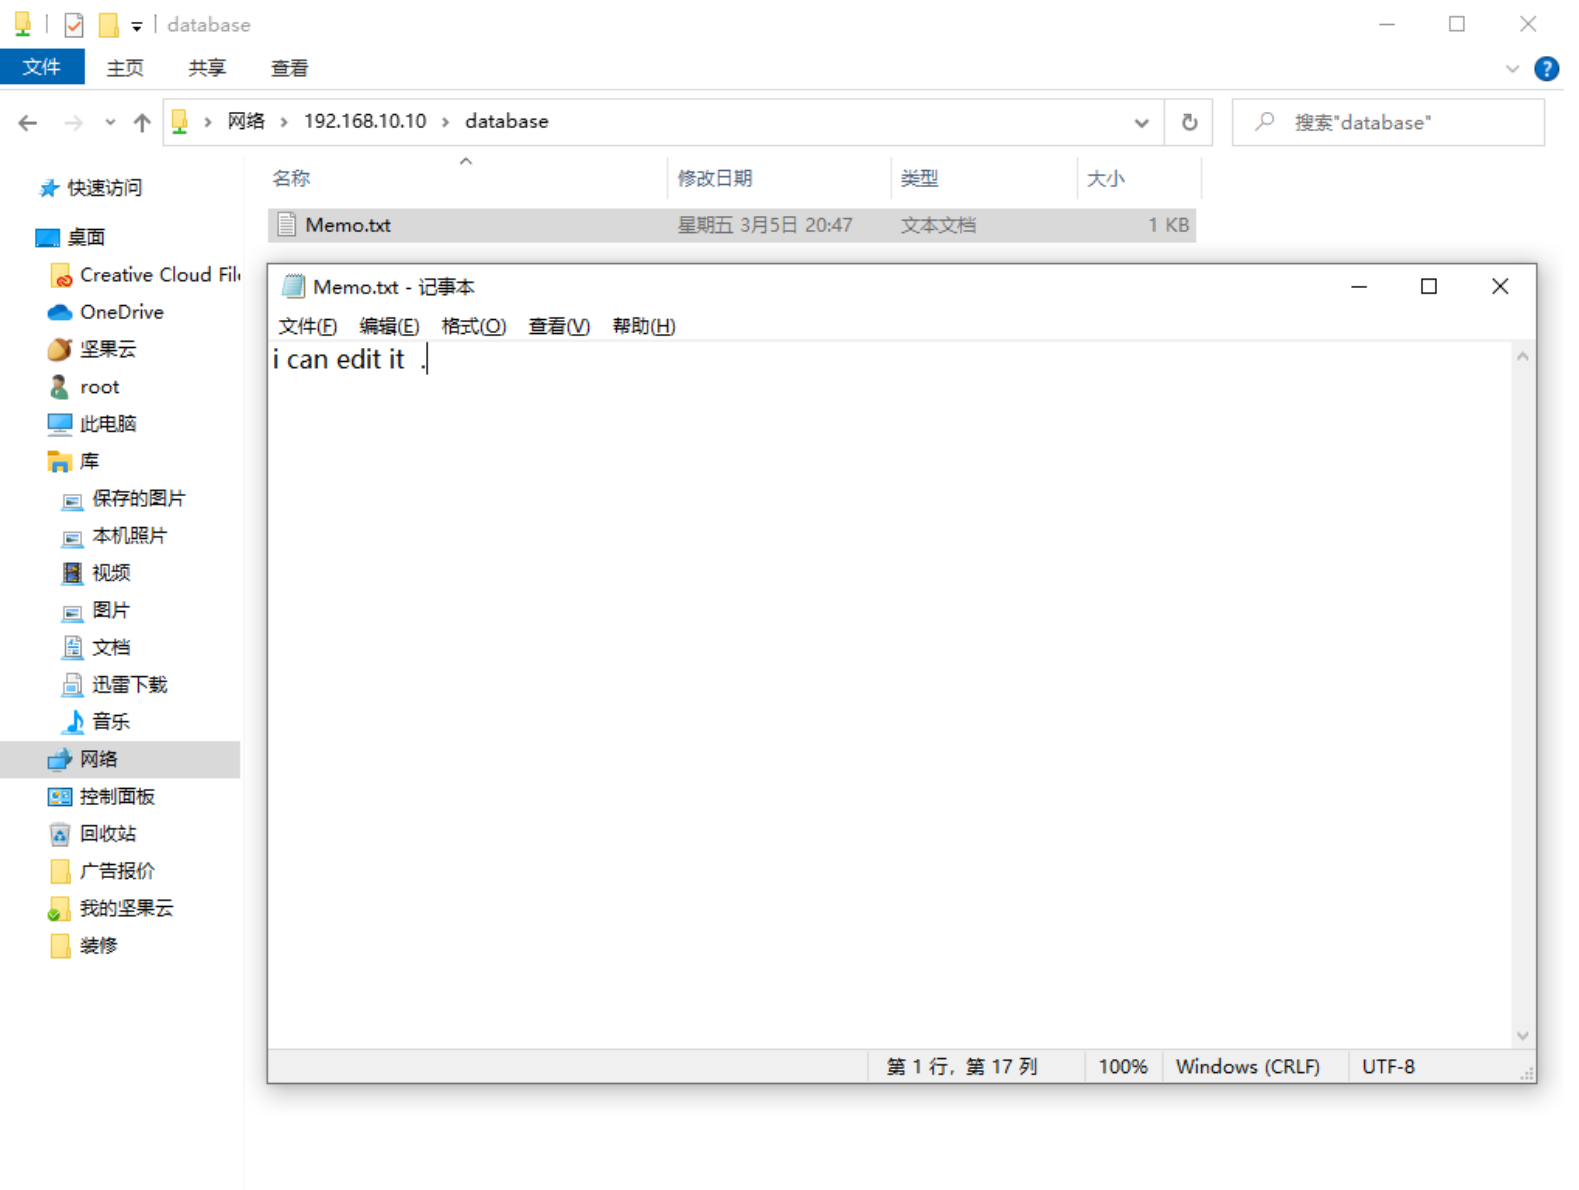 database
文件 主页 共享 查看
网络 192.168.10.10 database
搜索"database"
名称 修改日期 类型 大小
Memo.txt 星期五 3月5日 20:47 文本文档 1 KB
快速访问
桌面
Creative Cloud File
OneDrive
坚果云
root
此电脑
库
保存的图片
本机照片
视频
图片
文档
迅雷下载
音乐
网络
控制面板
回收站
广告报价
我的坚果云
装修
Memo.txt - 记事本
文件(F) 编辑(E) 格式(O) 查看(V) 帮助(H)
i can edit it  .
第 1 行，第 17 列 100% Windows (CRLF) UTF-8